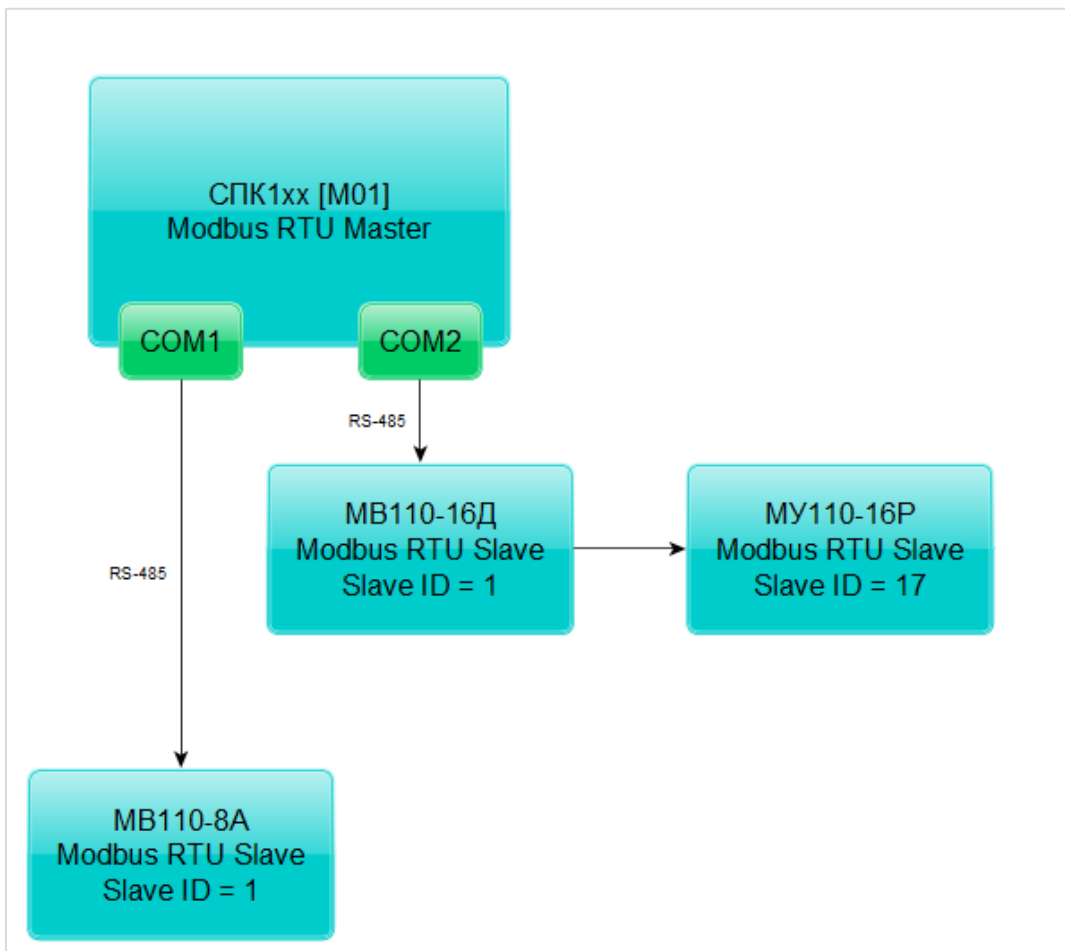 СПК1xx [M01]
Modbus RTU Master
COM1
COM2
RS-485
МВ110-16Д
Modbus RTU Slave
Slave ID = 1
МУ110-16Р
Modbus RTU Slave
Slave ID = 17
RS-485
МВ110-8А
Modbus RTU Slave
Slave ID = 1